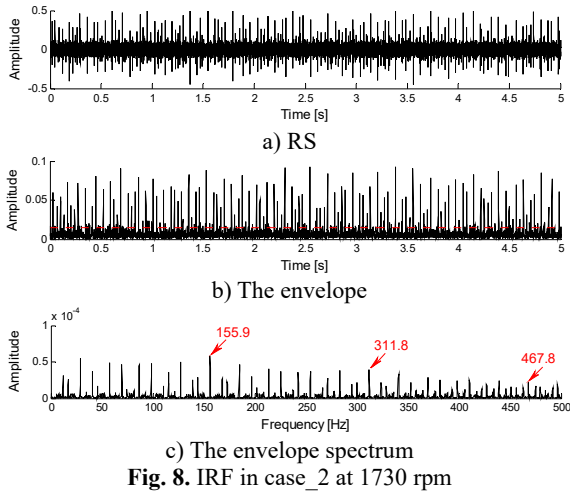 0.5
0
-0.5
Amplitude
0 0.5 1 1.5 2 2.5 3 3.5 4 4.5 5
Time [s]
a) RS
0.1
0.05
0
Amplitude
0 0.5 1 1.5 2 2.5 3 3.5 4 4.5 5
Time [s]
b) The envelope
x 10⁻⁴
1
0.5
0
Amplitude
155.9
311.8
467.8
0 50 100 150 200 250 300 350 400 450 500
Frequency [Hz]
c) The envelope spectrum
Fig. 8. IRF in case_2 at 1730 rpm